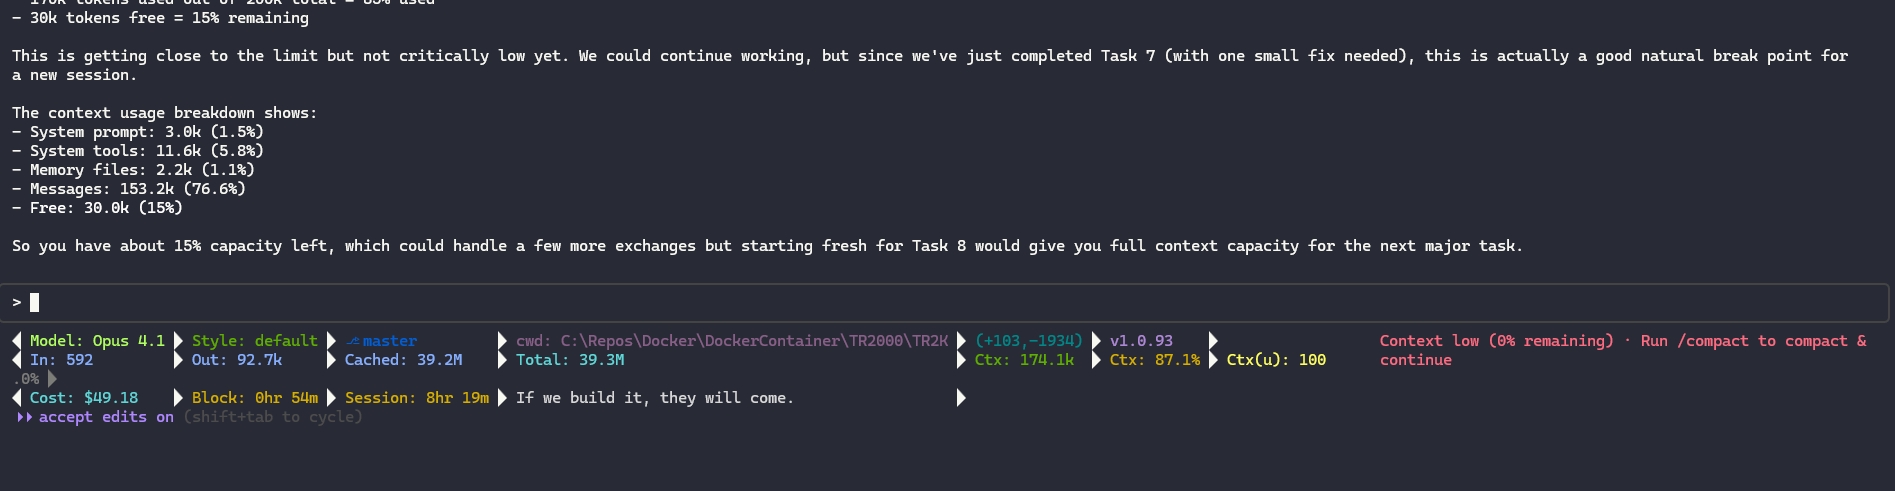 - 170k tokens used out of 200k total = 85% used
- 30k tokens free = 15% remaining
This is getting close to the limit but not critically low yet. We could continue working, but since we've just completed Task 7 (with one small fix needed), this is actually a good natural break point for
a new session.
The context usage breakdown shows:
- System prompt: 3.0k (1.5%)
- System tools: 11.6k (5.8%)
- Memory files: 2.2k (1.1%)
- Messages: 153.2k (76.6%)
- Free: 30.0k (15%)
So you have about 15% capacity left, which could handle a few more exchanges but starting fresh for Task 8 would give you full context capacity for the next major task.
>
Model: Opus 4.1 Style: default ⎇ master cwd: C:\Repos\Docker\DockerContainer\TR2000\TR2K (+103,-1934) v1.0.93 Context low (0% remaining) · Run /compact to compact &
In: 592 Out: 92.7k Cached: 39.2M Total: 39.3M Ctx: 174.1k Ctx: 87.1% Ctx(u): 100 continue
.0%
Cost: $49.18 Block: 0hr 54m Session: 8hr 19m If we build it, they will come.
⏵⏵ accept edits on (shift+tab to cycle)